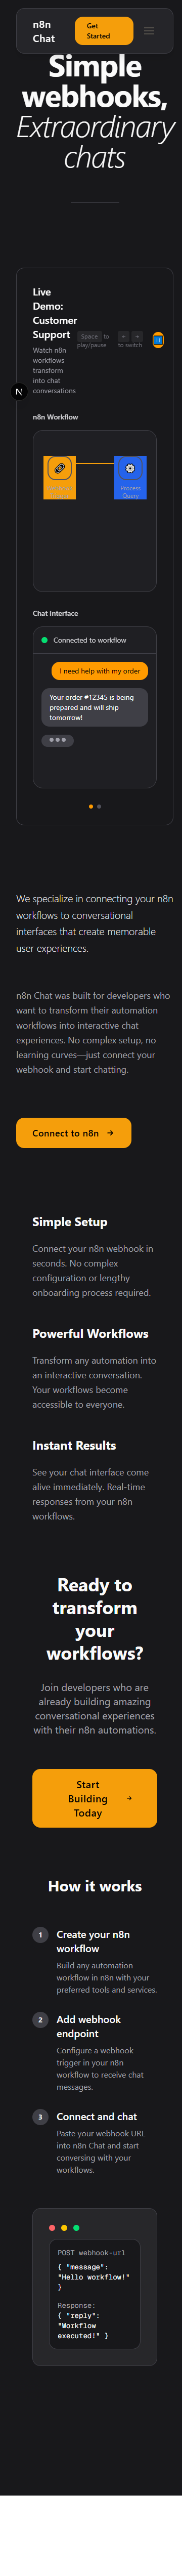 n8n
Chat
Get
Started
Simple
webhooks,
Extraordinary
chats
Live
Demo:
Customer
Support
Watch n8n
workflows
transform
into chat
conversations
Space to
play/pause
← →
to switch
N
n8n Workflow
Process
Query
Chat Interface
Connected to workflow
I need help with my order
Your order #12345 is being
prepared and will ship
tomorrow!
We specialize in connecting your n8n
workflows to conversational
interfaces that create memorable
user experiences.
n8n Chat was built for developers who
want to transform their automation
workflows into interactive chat
experiences. No complex setup, no
learning curves—just connect your
webhook and start chatting.
Connect to n8n →
Simple Setup
Connect your n8n webhook in
seconds. No complex
configuration or lengthy
onboarding process required.
Powerful Workflows
Transform any automation into
an interactive conversation.
Your workflows become
accessible to everyone.
Instant Results
See your chat interface come
alive immediately. Real-time
responses from your n8n
workflows.
Ready to
transform
your
workflows?
Join developers who are
already building amazing
conversational experiences
with their n8n automations.
Start
Building →
Today
How it works
1 Create your n8n
workflow
Build any automation
workflow in n8n with your
preferred tools and services.
2 Add webhook
endpoint
Configure a webhook
trigger in your n8n
workflow to receive chat
messages.
3 Connect and chat
Paste your webhook URL
into n8n Chat and start
conversing with your
workflows.
POST webhook-url
{ "message":
"Hello workflow!"
}
Response:
{ "reply":
"Workflow
executed!" }